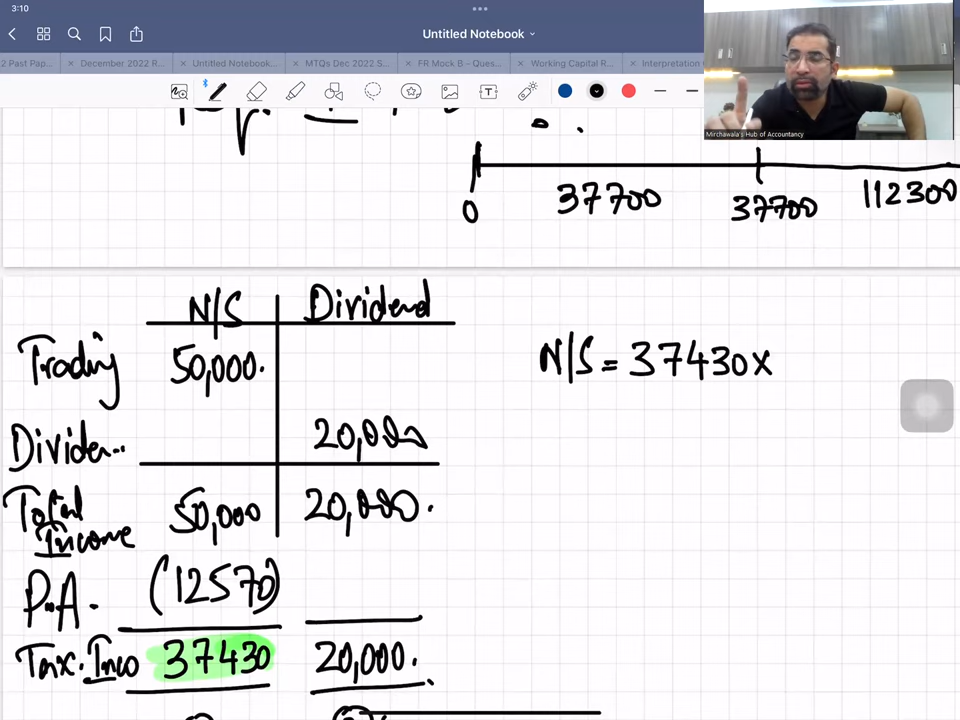 3:10
Untitled Notebook
2 Past Pap...
December 2022 R...
Untitled Notebook...
MTQs Dec 2022 S...
FR Mock B - Ques...
Working Capital R...
Interpretation
Mirchawala's Hub of Accountancy
0 37700 37700 112300
N/S Dividend
Trading 50,000.
N/S = 37430x
Dividen.. 20,000
Total Income 50,000 20,000.
P.A. (12570)
Tax. Inco 37430 20,000.